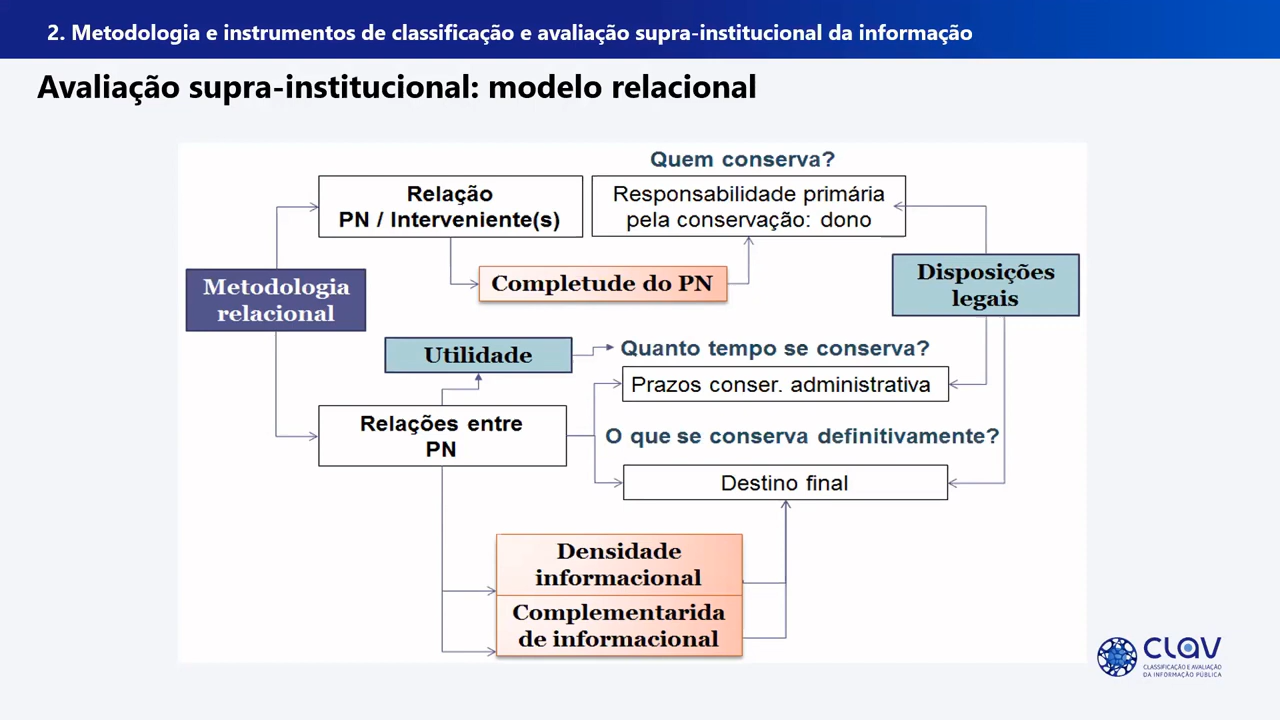 2. Metodologia e instrumentos de classificação e avaliação supra-institucional da informação
Avaliação supra-institucional: modelo relacional
Quem conserva?
Relação
PN / Interveniente(s)
Responsabilidade primária
pela conservação: dono
Metodologia
relacional
Completude do PN
Disposições
legais
Utilidade
Quanto tempo se conserva?
Prazos conser. administrativa
Relações entre
PN
O que se conserva definitivamente?
Destino final
Densidade
informacional
Complementarida
de informacional
CLAV
CLASSIFICAÇÃO E AVALIAÇÃO
DA INFORMAÇÃO PÚBLICA